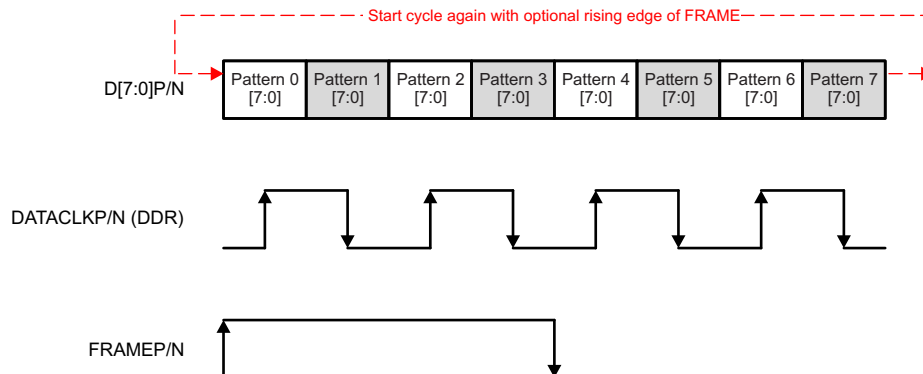 Start cycle again with optional rising edge of FRAME
D[7:0]P/N
Pattern 0 Pattern 1 Pattern 2 Pattern 3 Pattern 4 Pattern 5 Pattern 6 Pattern 7
[7:0] [7:0] [7:0] [7:0] [7:0] [7:0] [7:0] [7:0]
DATACLKP/N (DDR)
FRAMEP/N